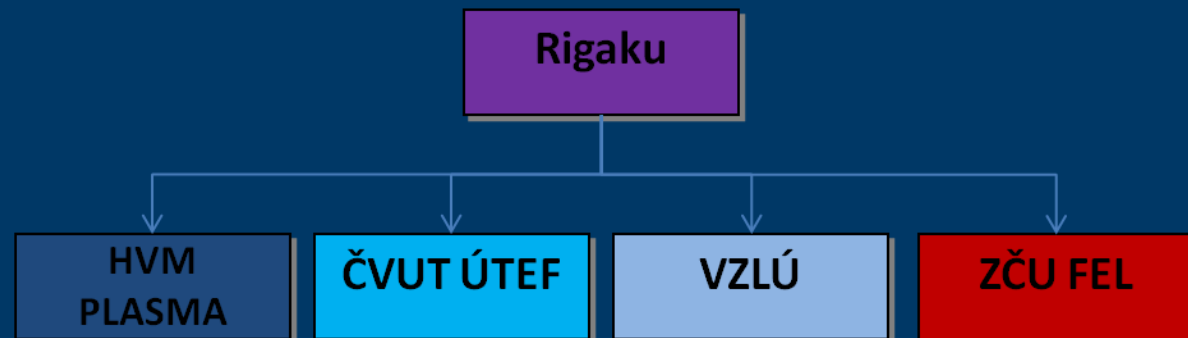 Rigaku
HVM
PLASMA
ČVUT ÚTEF
VZLÚ
ZČU FEL